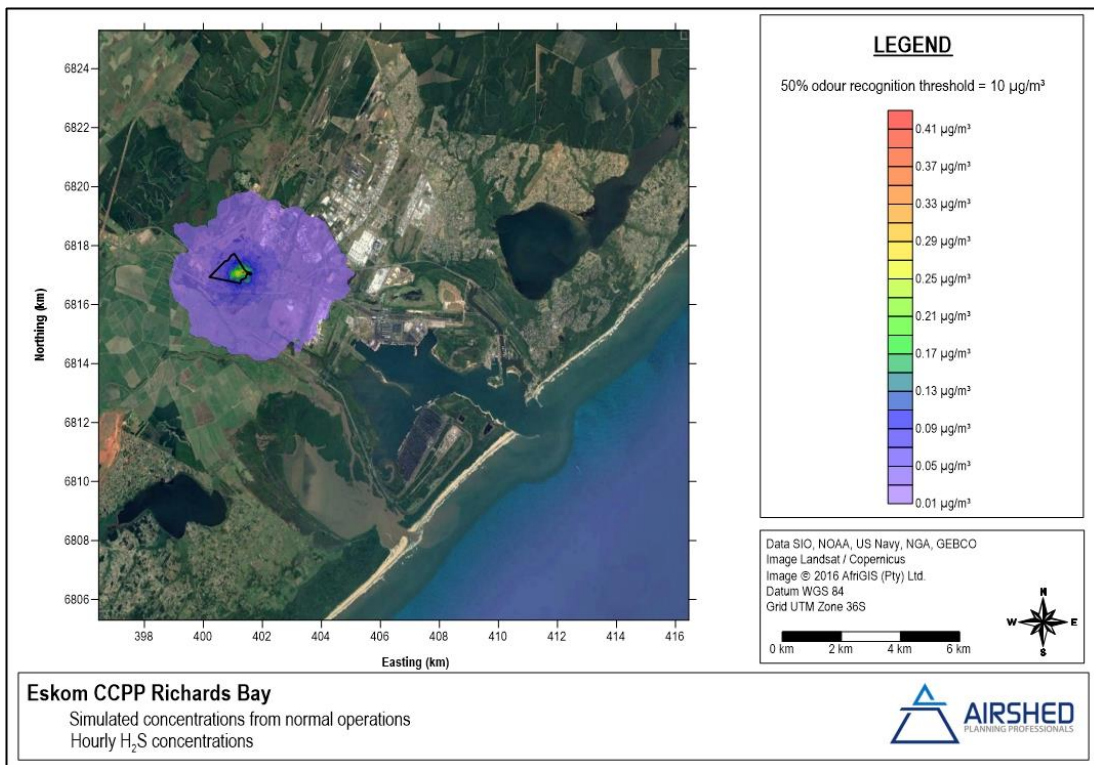 6824
6822
6820
6818
6816
6814
6812
6810
6808
6806
Northing (km)
398 400 402 404 406 408 410 412 414 416
Easting (km)
LEGEND
50% odour recognition threshold = 10 µg/m³
0.41 µg/m³
0.37 µg/m³
0.33 µg/m³
0.29 µg/m³
0.25 µg/m³
0.21 µg/m³
0.17 µg/m³
0.13 µg/m³
0.09 µg/m³
0.05 µg/m³
0.01 µg/m³
Data SIO, NOAA, US Navy, NGA, GEBCO
Image Landsat / Copernicus
Image © 2016 AfriGIS (Pty) Ltd.
Datum WGS 84
Grid UTM Zone 36S
0 km 2 km 4 km 6 km
N
W E
S
Eskom CCPP Richards Bay
Simulated concentrations from normal operations
Hourly H₂S concentrations
AIRSHED
PLANNING PROFESSIONALS